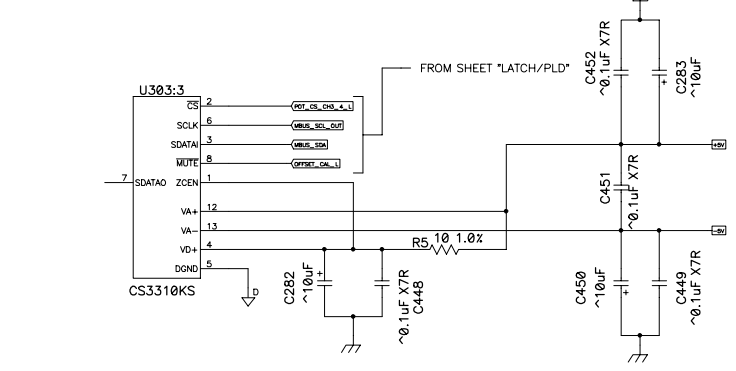 C452
^0.1uF X7R
C283
^10uF
FROM SHEET "LATCH/PLD"
U303:3
CS 2 POT_CS_CH3_4_L
SCLK 6 MBUS_SCL_OUT
SDATAI 3 MBUS_SDA
MUTE 8 OFFSET_CAL_L
7 SDATAO ZCEN 1
VA+ 12
VA- 13
VD+ 4
DGND 5
CS3310KS
D
+5V
C451
^0.1uF X7R
-5V
R5 10 1.0%
C282
+
^10uF
^0.1uF X7R
C448
C450
^10uF
+
C449
^0.1uF X7R
+